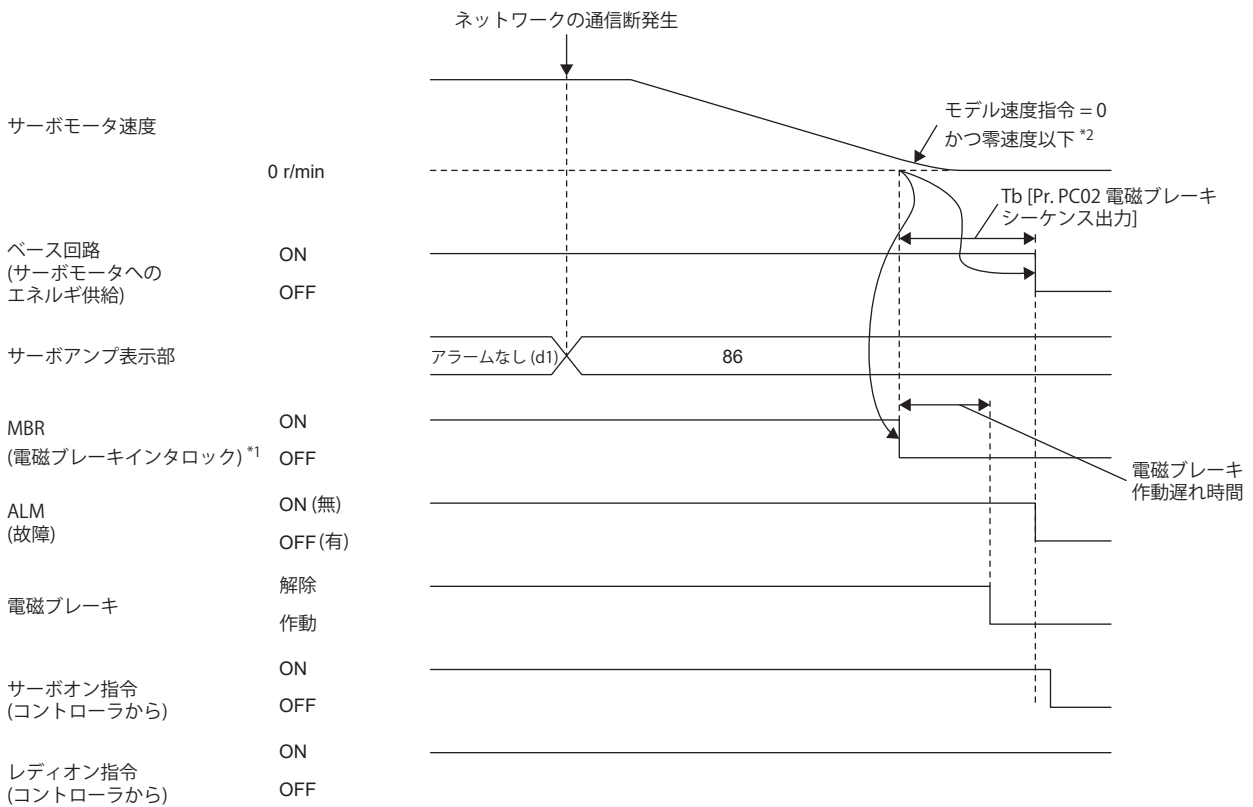 ネットワークの通信断発生
サーボモータ速度
0 r/min
モデル速度指令 = 0
かつ零速度以下 *2
Tb [Pr. PC02 電磁ブレーキ
シーケンス出力]
ベース回路
(サーボモータへの
エネルギ供給)
ON
OFF
サーボアンプ表示部
アラームなし (d1)
86
MBR
(電磁ブレーキインタロック) *1
ON
OFF
電磁ブレーキ
作動遅れ時間
ALM
(故障)
ON (無)
OFF (有)
電磁ブレーキ
解除
作動
サーボオン指令
(コントローラから)
ON
OFF
レディオン指令
(コントローラから)
ON
OFF